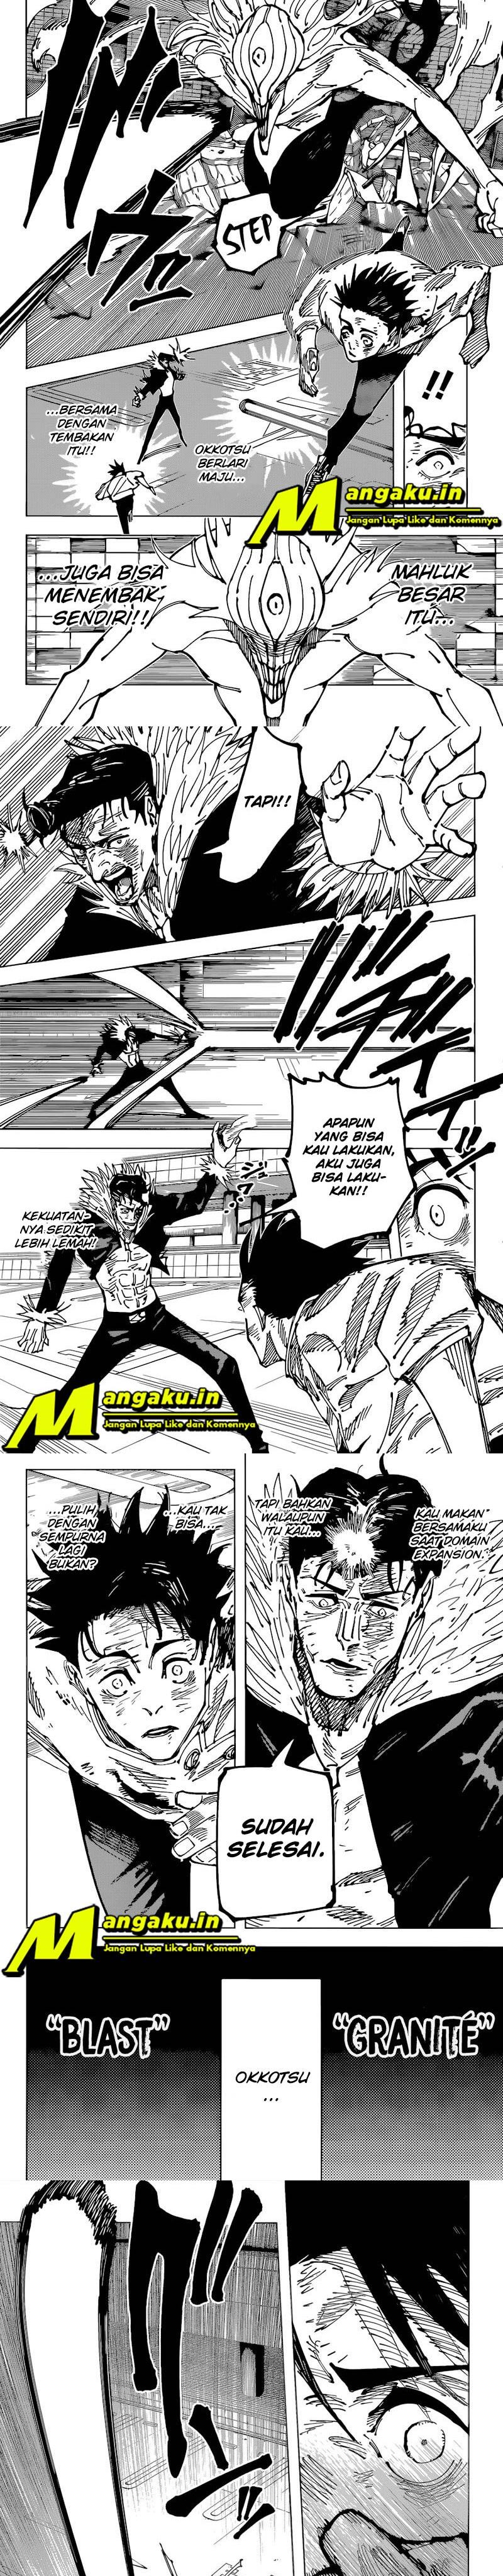 STEP
!!
...BERSAMA
DENGAN
TEMBAKAN
ITU!!
OKKOTSU
BERLARI
MAJU...
Mangaku.in
Jangan Lupa Like dan Komennya
MAHLUK
BESAR
ITU...
...JUGA BISA
MENEMBAK
SENDIRI!!
TAPI!!
APAPUN
YANG BISA
KAU LAKUKAN,
AKU JUGA
BISA LAKU-
KAN!!
KEKUATAN-
NYA SEDIKIT
LEBIH LEMAH!
Mangaku.in
Jangan Lupa Like dan Komennya
KAU MAKAN
BERSAMAKU
SAAT DOMAIN
EXPANSION.
TAPI BAHKAN
WALAUPUN
ITU KAU...
...KAU TAK
BISA...
...PULIH
DENGAN
SEMPURNA
LAGI
BUKAN?
SUDAH
SELESAI.
Mangaku.in
Jangan Lupa Like dan Komennya
"GRANITÉ"
OKKOTSU
...
"BLAST"